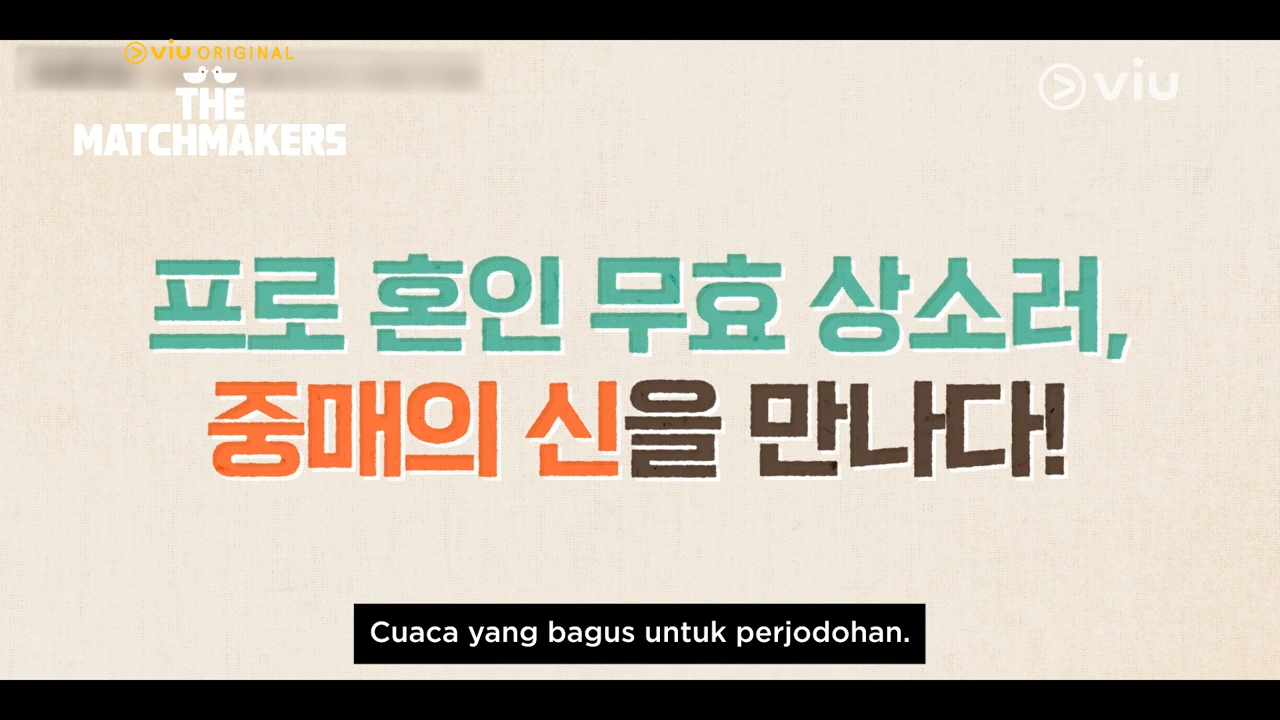 viu ORIGINAL
THE
MATCHMAKERS
viu
프로 혼인 무효 상소러,
중매의 신을 만나다!
Cuaca yang bagus untuk perjodohan.